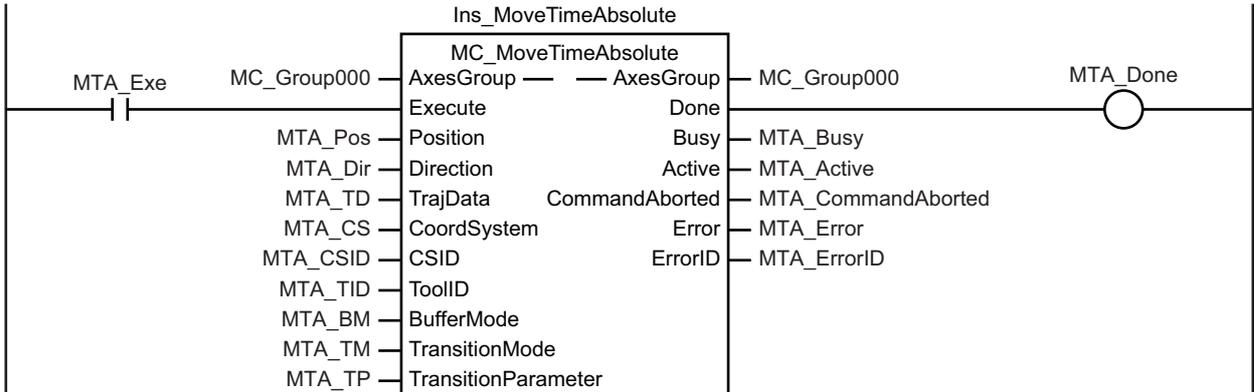 Ins_MoveTimeAbsolute
MC_MoveTimeAbsolute
MTA_Exe MC_Group000 AxesGroup AxesGroup MC_Group000 MTA_Done
Execute Done
MTA_Pos Position Busy MTA_Busy
MTA_Dir Direction Active MTA_Active
MTA_TD TrajData CommandAborted MTA_CommandAborted
MTA_CS CoordSystem Error MTA_Error
MTA_CSID CSID ErrorID MTA_ErrorID
MTA_TID ToolID
MTA_BM BufferMode
MTA_TM TransitionMode
MTA_TP TransitionParameter